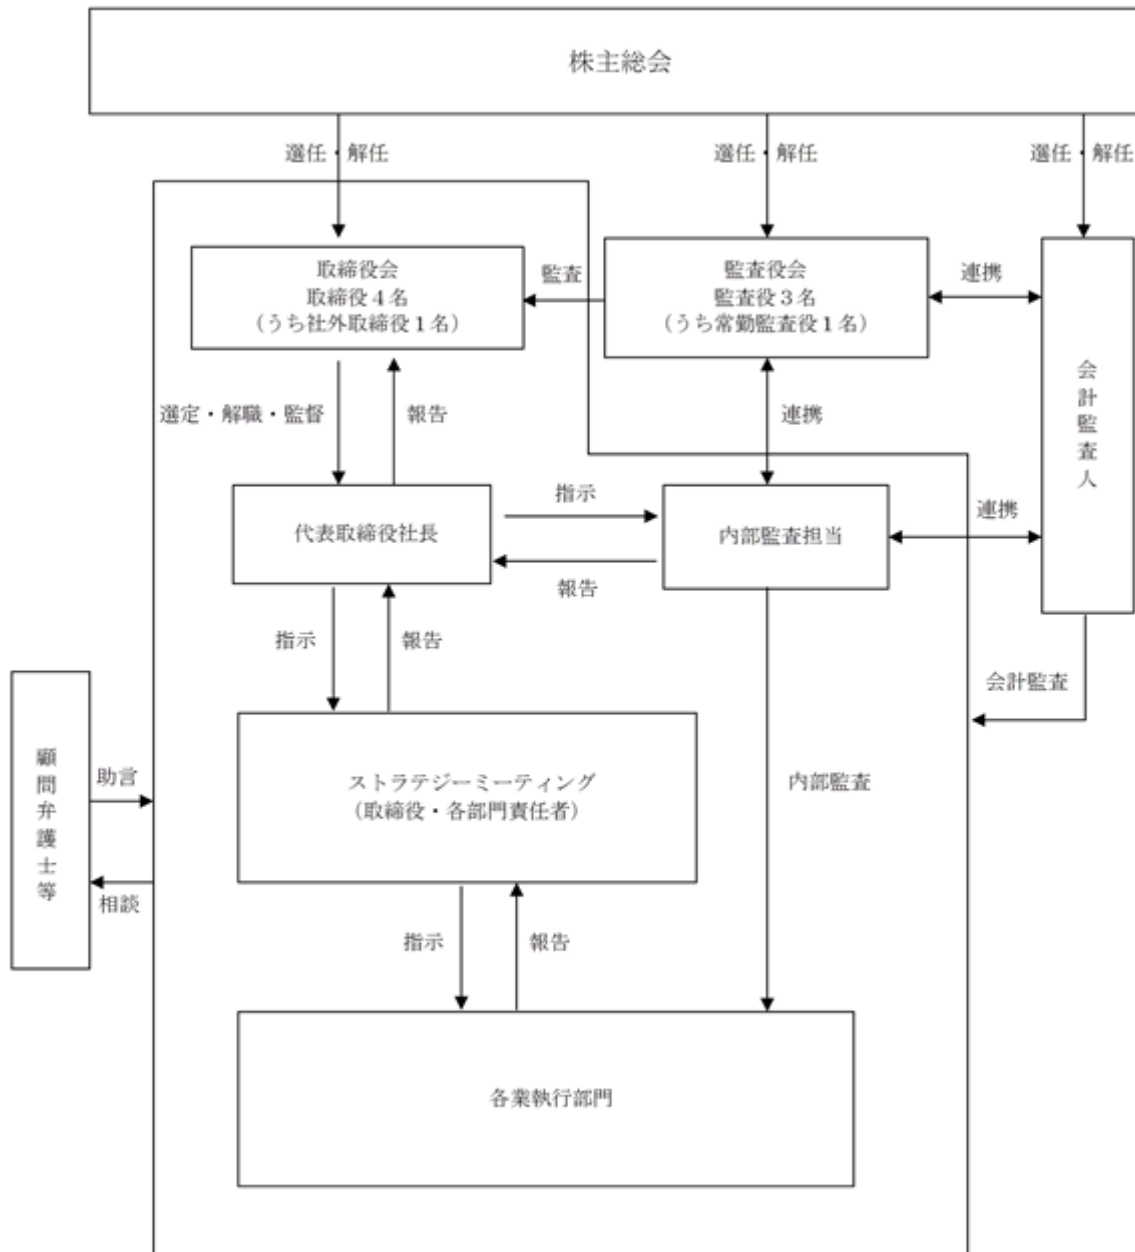 株主総会
選任・解任
選任・解任
選任・解任
取締役会
取締役4名
(うち社外取締役1名)
監査
監査役会
監査役3名
(うち常勤監査役1名)
連携
会計監査人
選定・解職・監督
報告
連携
代表取締役社長
指示
報告
内部監査担当
連携
指示
報告
会計監査
顧問弁護士等
助言
相談
ストラテジーミーティング
(取締役・各部門責任者)
内部監査
指示
報告
各業執行部門